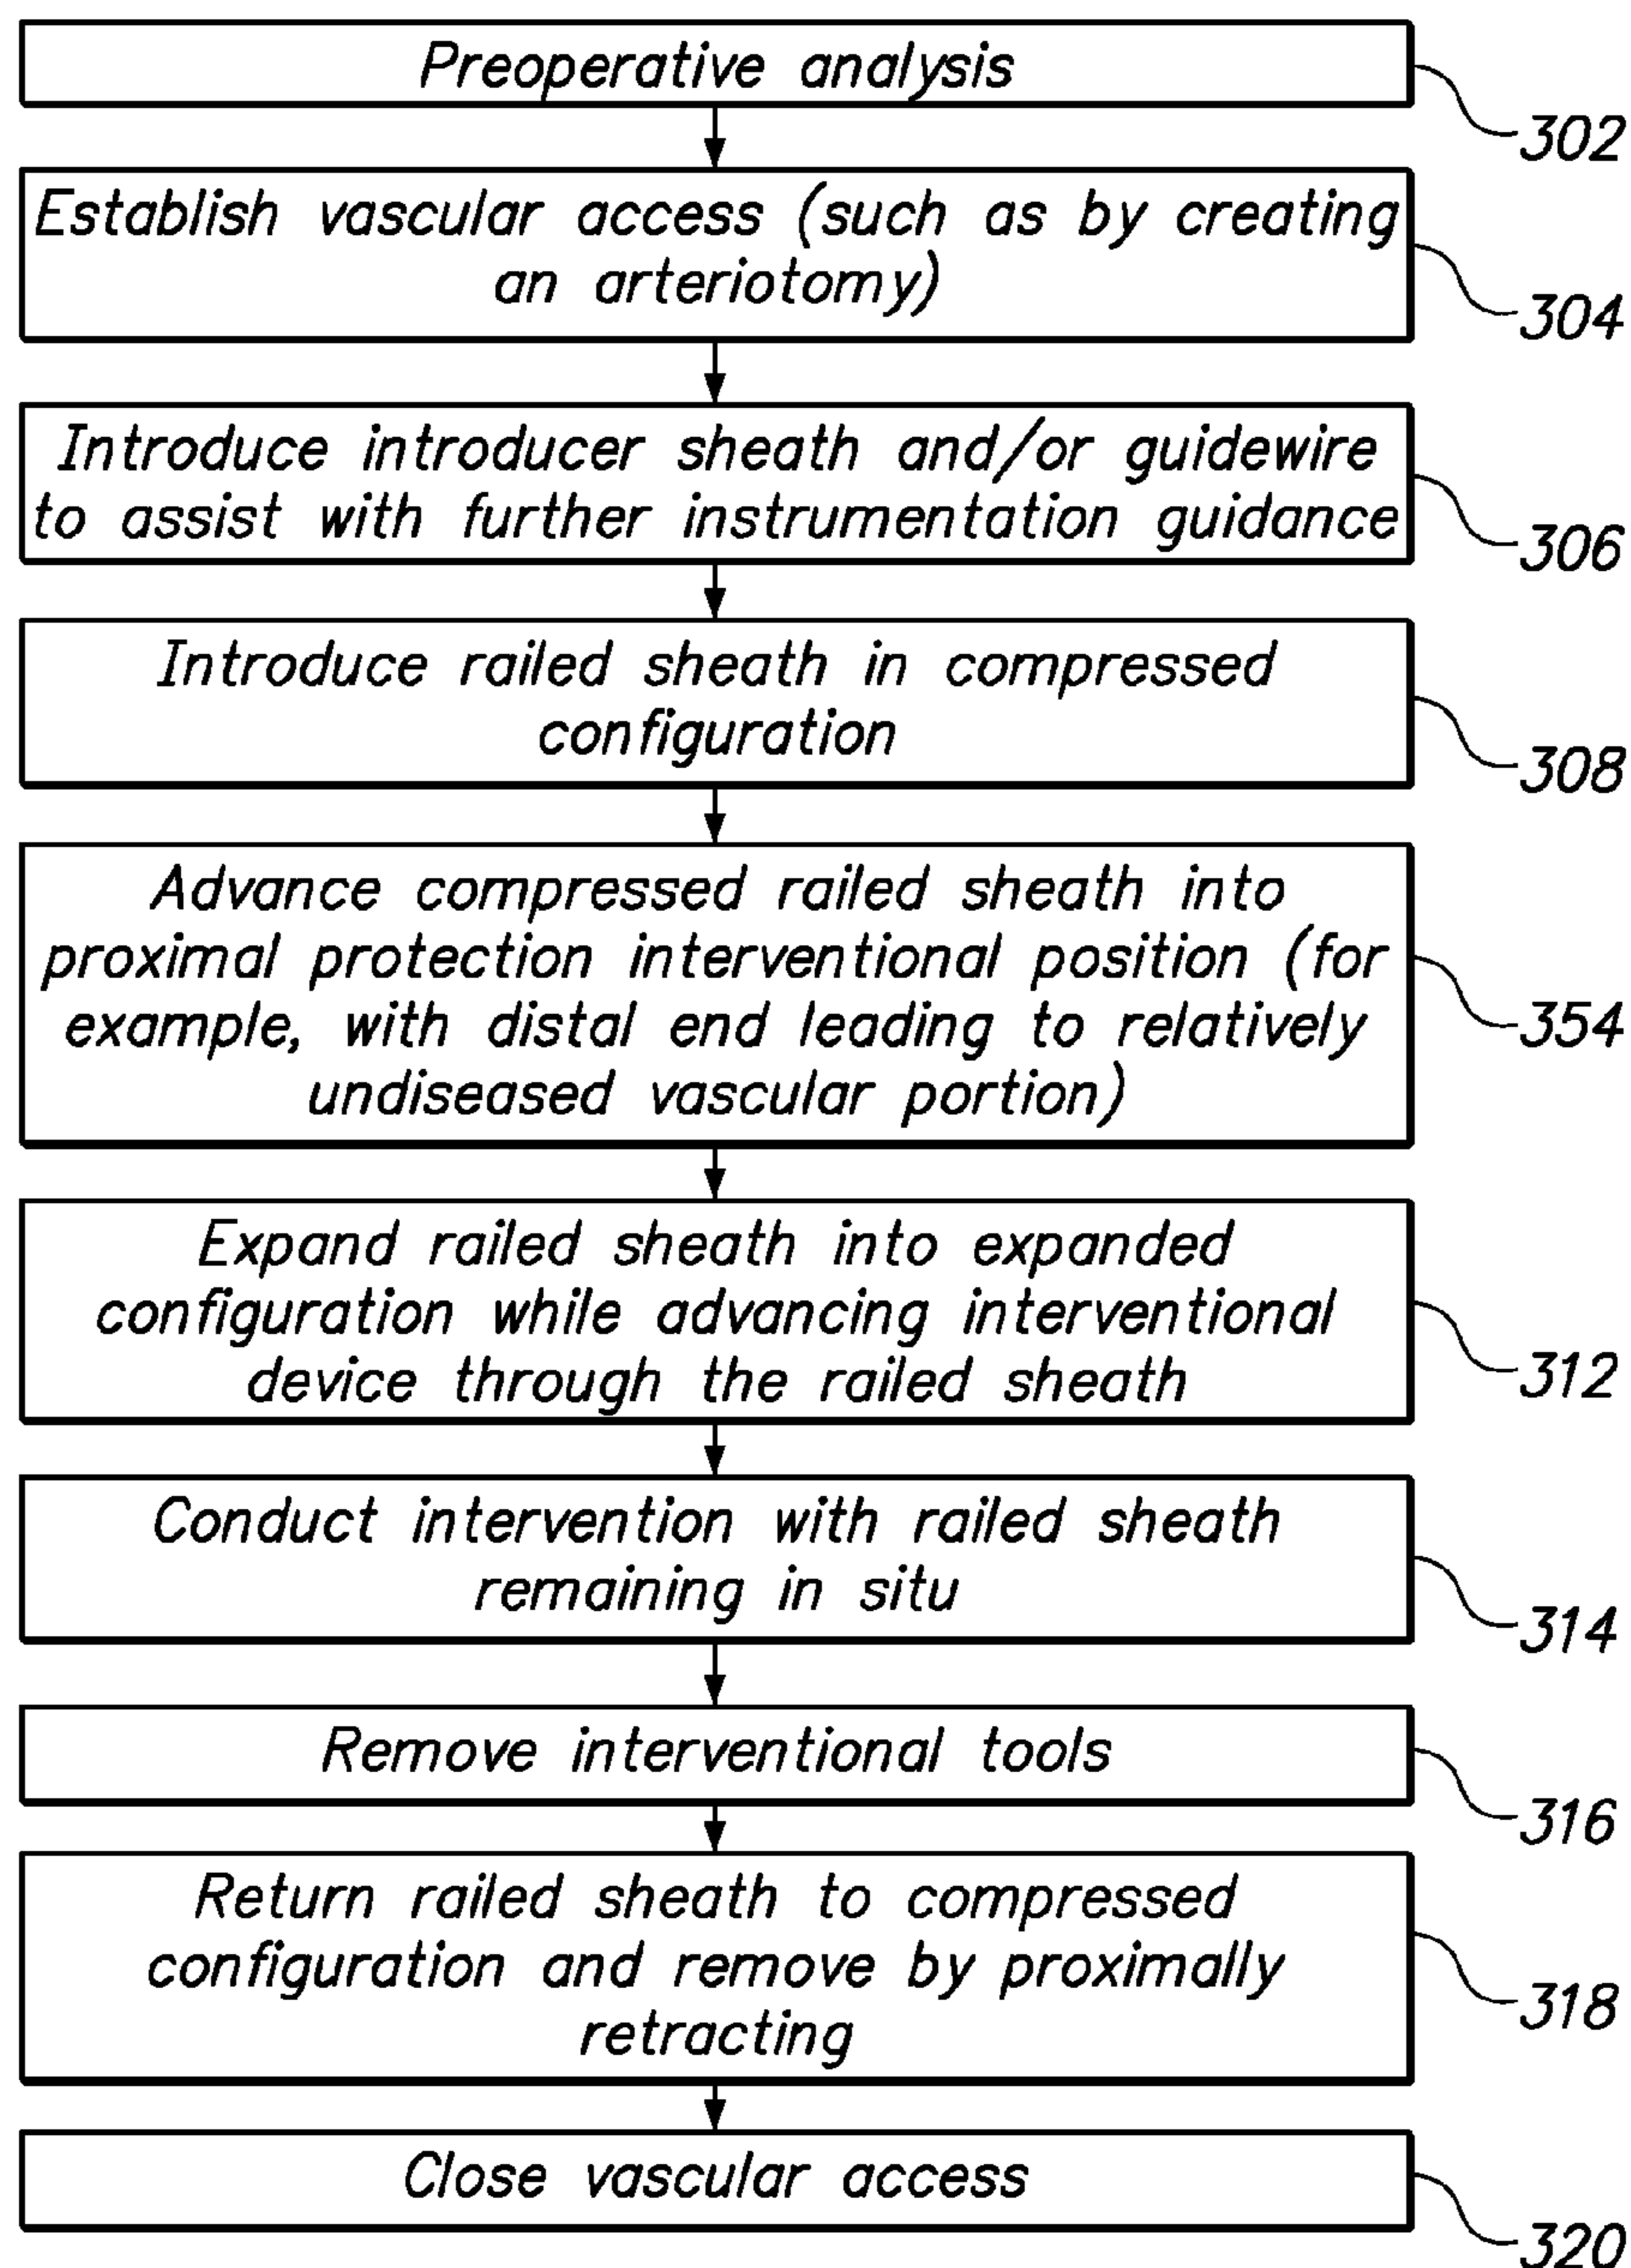 Preoperative analysis
302
Establish vascular access (such as by creating
an arteriotomy)
304
Introduce introducer sheath and/or guidewire
to assist with further instrumentation guidance
306
Introduce railed sheath in compressed
configuration
308
Advance compressed railed sheath into
proximal protection interventional position (for
example, with distal end leading to relatively
undiseased vascular portion)
354
Expand railed sheath into expanded
configuration while advancing interventional
device through the railed sheath
312
Conduct intervention with railed sheath
remaining in situ
314
Remove interventional tools
316
Return railed sheath to compressed
configuration and remove by proximally
retracting
318
Close vascular access
320